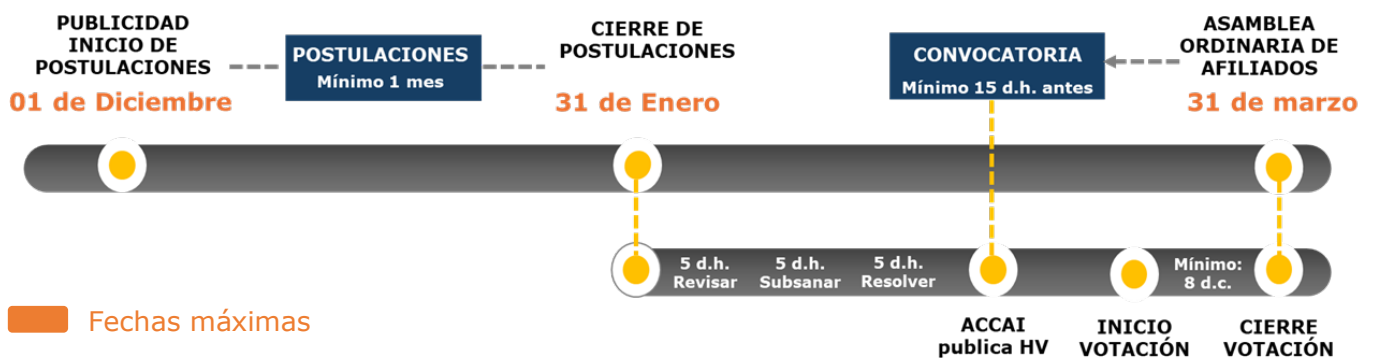 PUBLICIDAD
INICIO DE
POSTULACIONES
01 de Diciembre
POSTULACIONES
Mínimo 1 mes
CIERRE DE
POSTULACIONES
31 de Enero
CONVOCATORIA
Mínimo 15 d.h. antes
ASAMBLEA
ORDINARIA DE
AFILIADOS
31 de marzo
5 d.h.
Revisar
5 d.h.
Subsanar
5 d.h.
Resolver
Mínimo:
8 d.c.
ACCAI
publica HV
INICIO
VOTACIÓN
CIERRE
VOTACIÓN
Fechas máximas